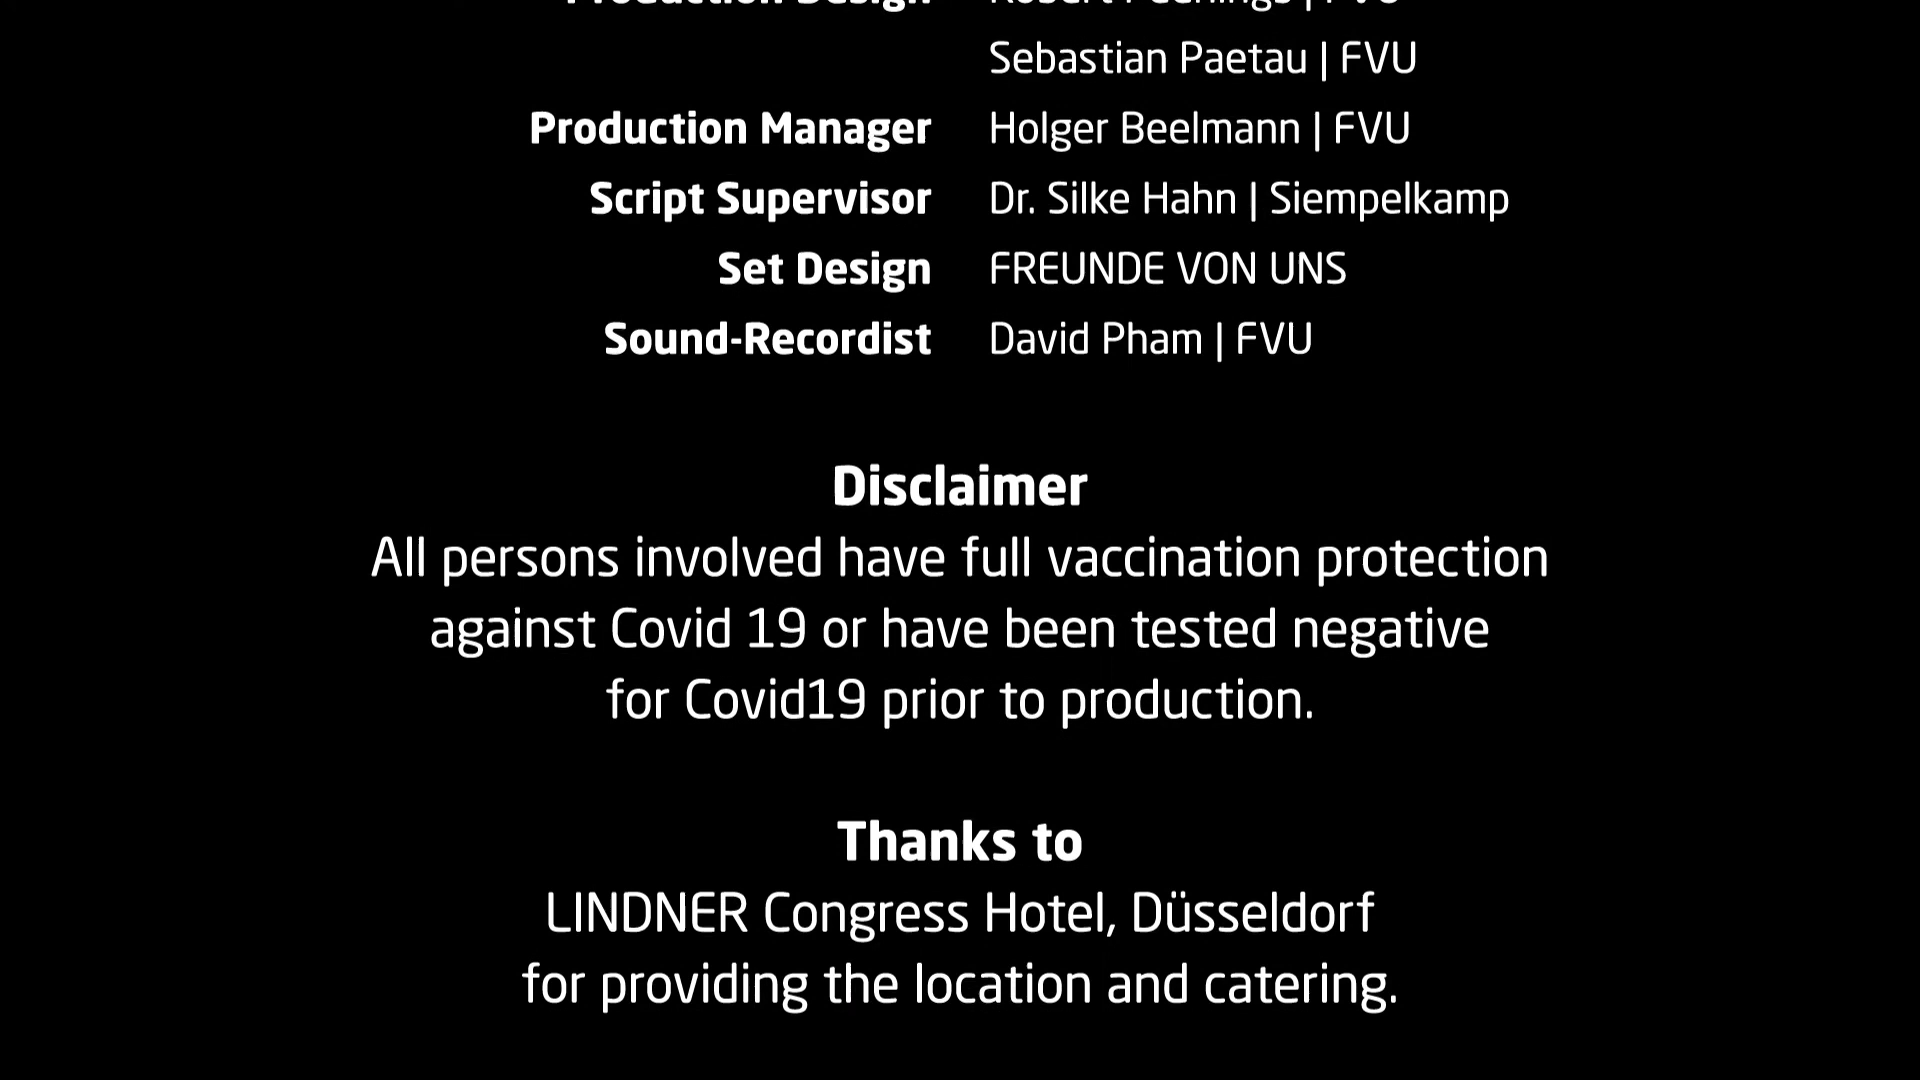 Production Design
Sebastian Paetau | FVU
Production Manager Holger Beelmann | FVU
Script Supervisor Dr. Silke Hahn | Siempelkamp
Set Design FREUNDE VON UNS
Sound-Recordist David Pham | FVU
Disclaimer
All persons involved have full vaccination protection
against Covid 19 or have been tested negative
for Covid19 prior to production.
Thanks to
LINDNER Congress Hotel, Düsseldorf
for providing the location and catering.